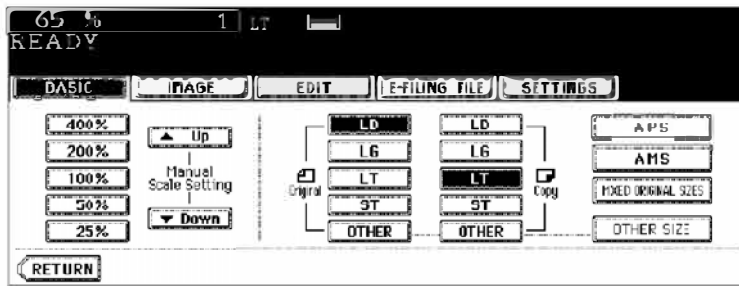 65 % 1 LT
READY
BASIC IMAGE EDIT E-FILING FILE SETTINGS
400% 200% 100% 50% 25%
Up
Manual
Scale Setting
Down
Original
LD LG LT ST OTHER
LD LG LT ST OTHER
Copy
APS
AMS
MIXED ORIGINAL SIZES
OTHER SIZE
RETURN